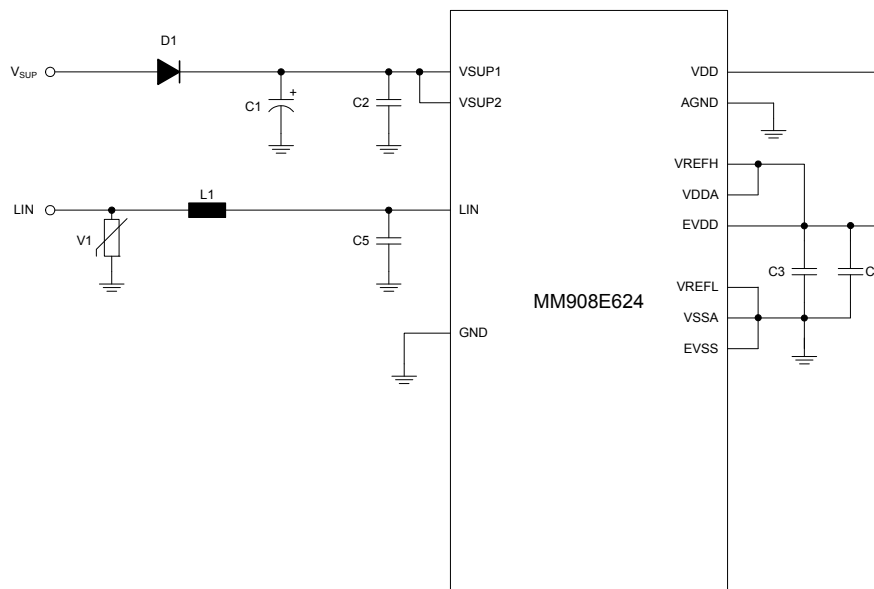 D1
VSUP
VSUP1
VDD
C1
+
C2
VSUP2
AGND
VREFH
L1
VDDA
LIN
LIN
EVDD
V1
C5
C3
C
VREFL
MM908E624
VSSA
GND
EVSS